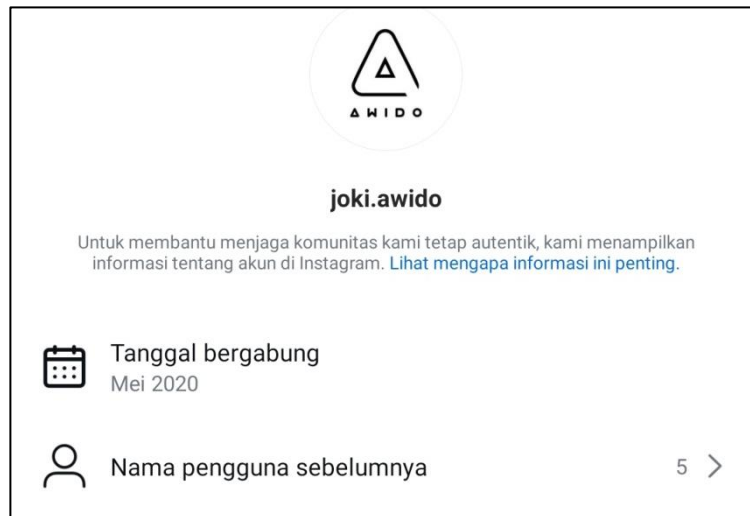 AWIDO
joki.awido
Untuk membantu menjaga komunitas kami tetap autentik, kami menampilkan
informasi tentang akun di Instagram. Lihat mengapa informasi ini penting.
Tanggal bergabung
Mei 2020
Nama pengguna sebelumnya 5